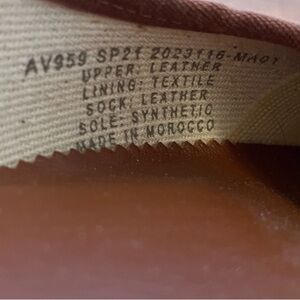 AV959 SP21 2023116-MA01
UPPER: LEATHER
LINING: TEXTILE
SOCK: LEATHER
SOLE: SYNTHETIC
MADE IN MOROCCO